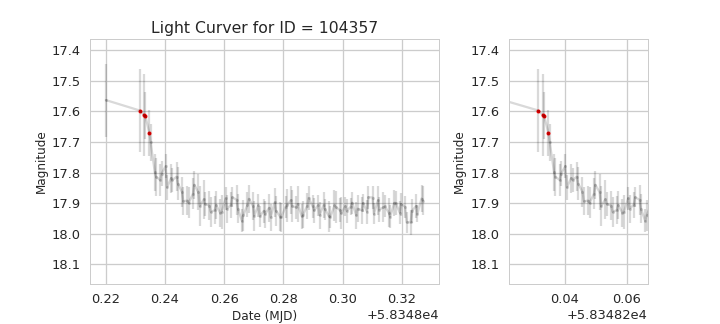 Light Curver for ID = 104357
17.4
17.5
17.6
17.7
17.8
17.9
18.0
18.1
Magnitude
0.22 0.24 0.26 0.28 0.30 0.32
Date (MJD)
+5.8348e4
17.4
17.5
17.6
17.7
17.8
17.9
18.0
18.1
Magnitude
0.04 0.06
+5.83482e4